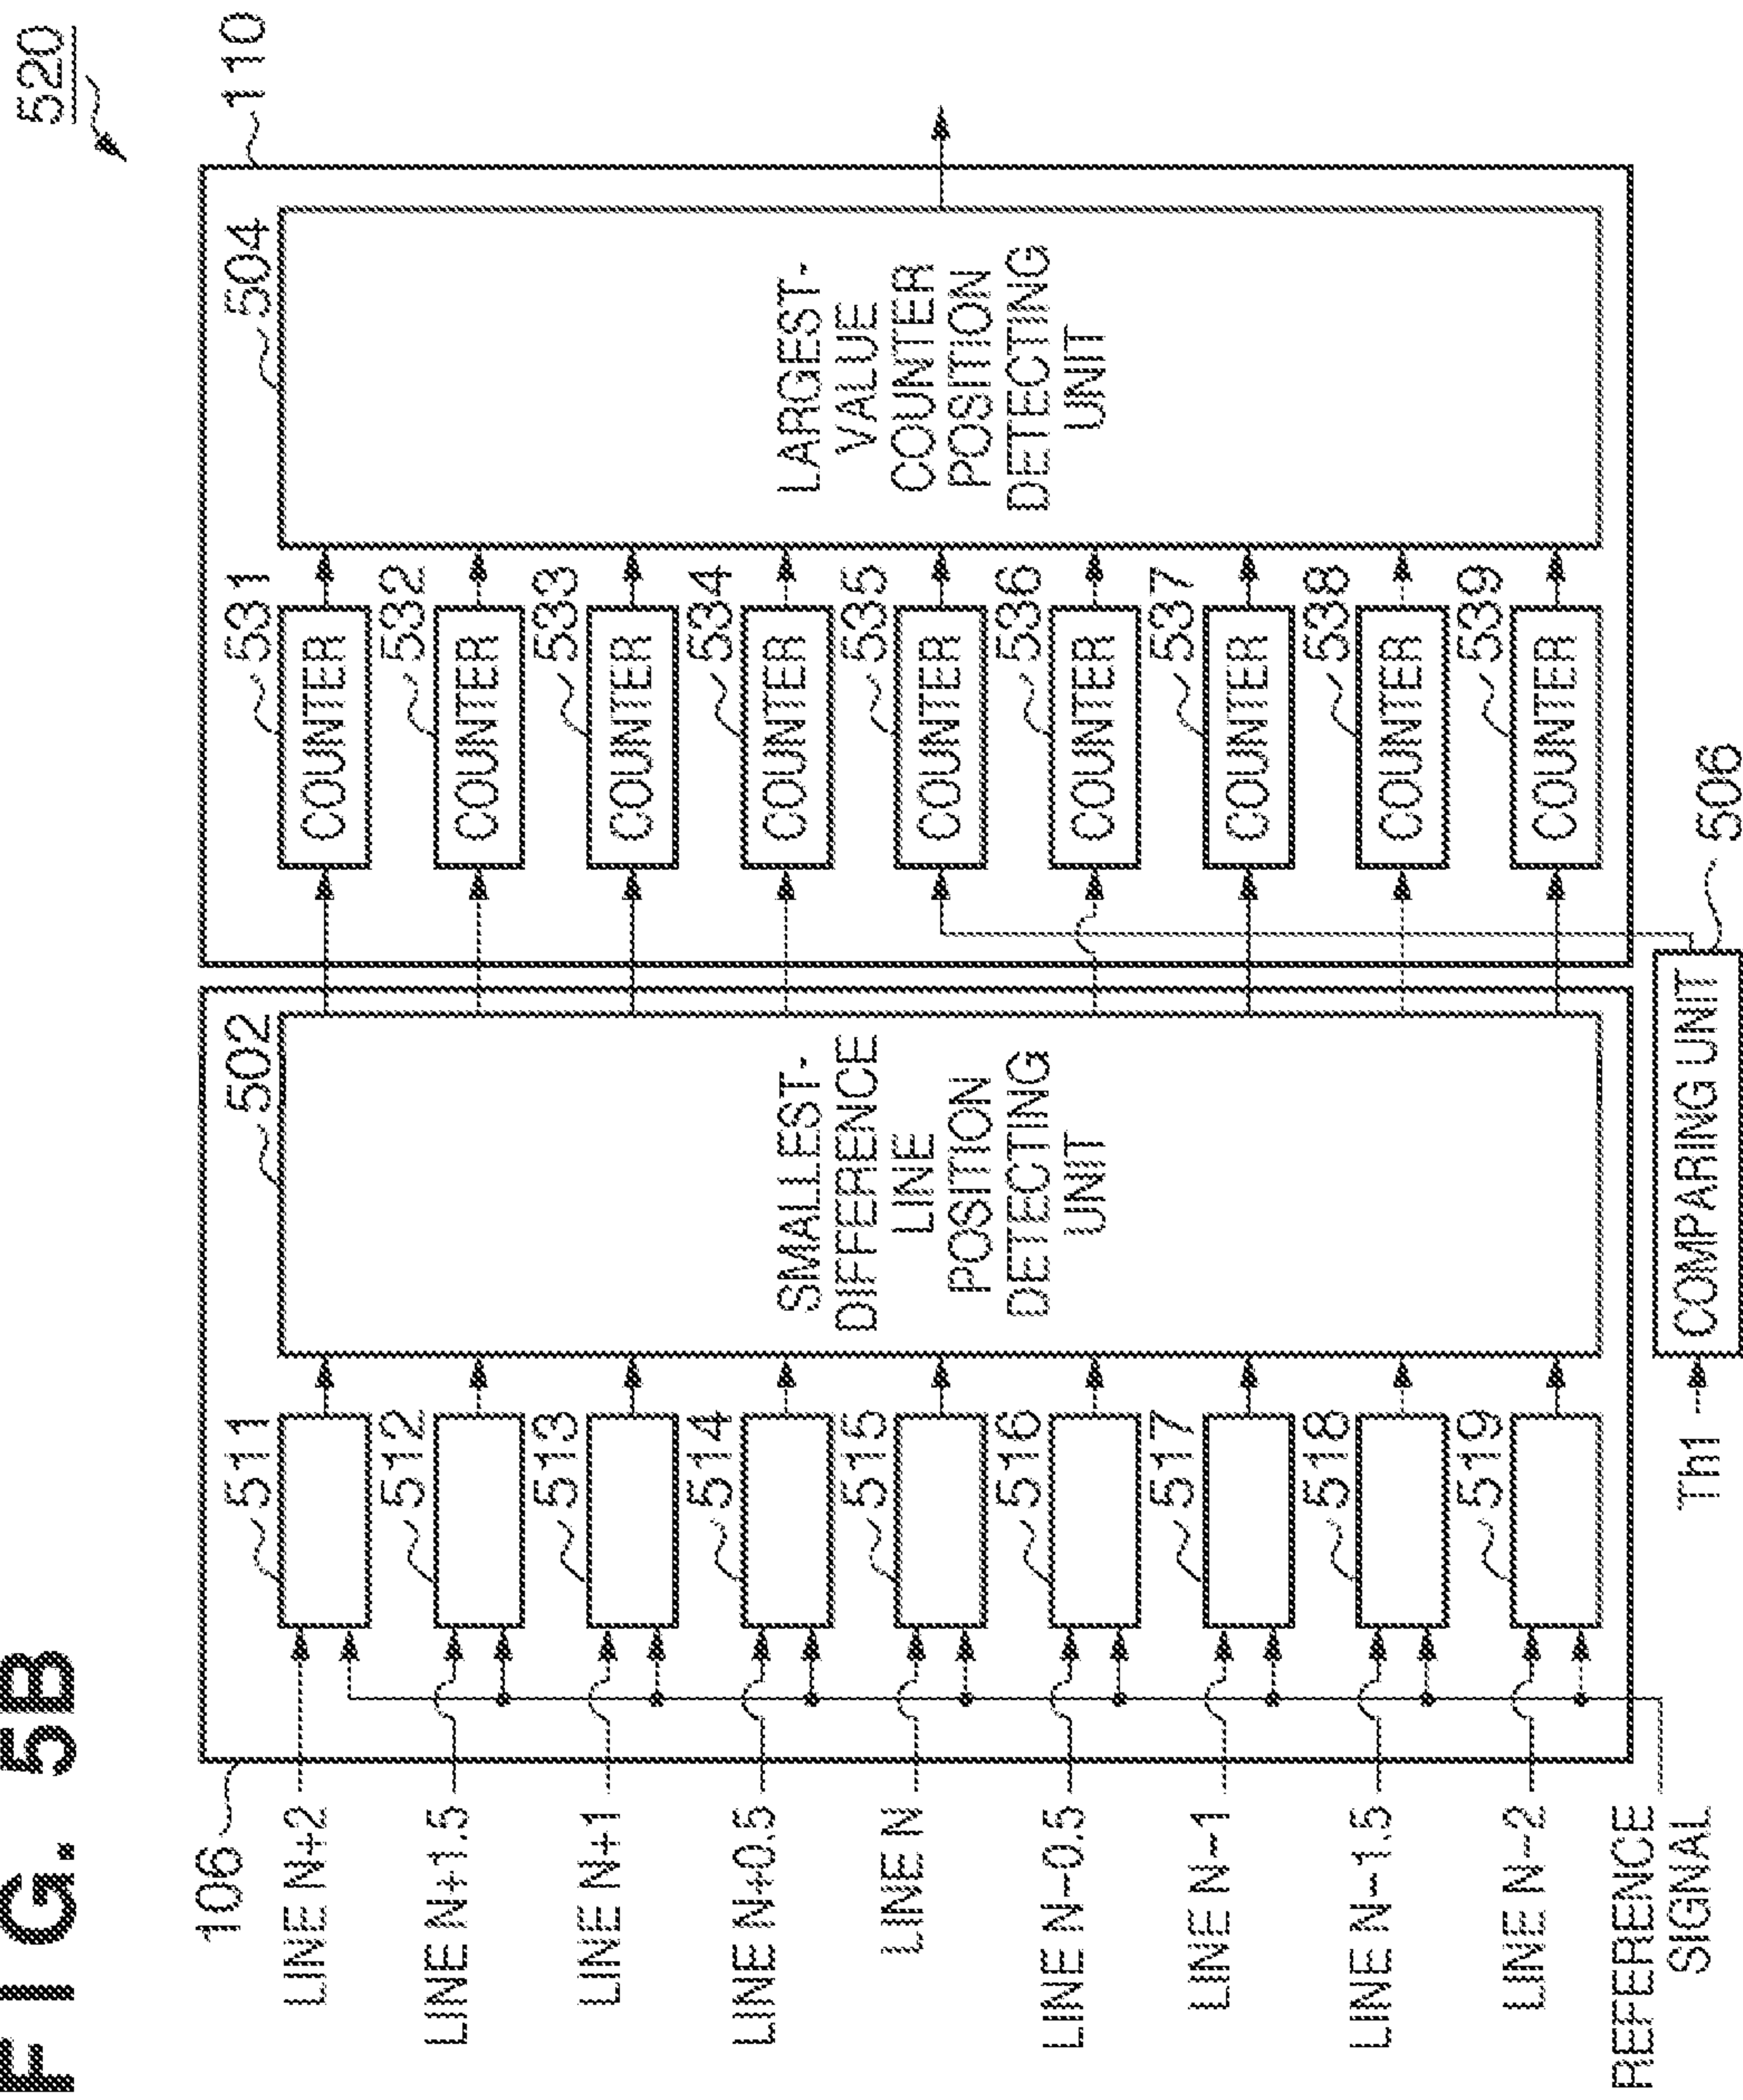 FIG. 5B
520
106
110
LINE N+2
LINE N+1.5
LINE N+1
LINE N+0.5
LINE N
LINE N-0.5
LINE N-1
LINE N-1.5
LINE N-2
REFERENCE
SIGNAL
511
512
513
514
515
516
517
518
519
502
SMALLEST-
DIFFERENCE
LINE
POSITION
DETECTING
UNIT
531
COUNTER
532
COUNTER
533
COUNTER
534
COUNTER
535
COUNTER
536
COUNTER
537
COUNTER
538
COUNTER
539
COUNTER
504
LARGEST-
VALUE
COUNTER
POSITION
DETECTING
UNIT
Th1
COMPARING UNIT
506